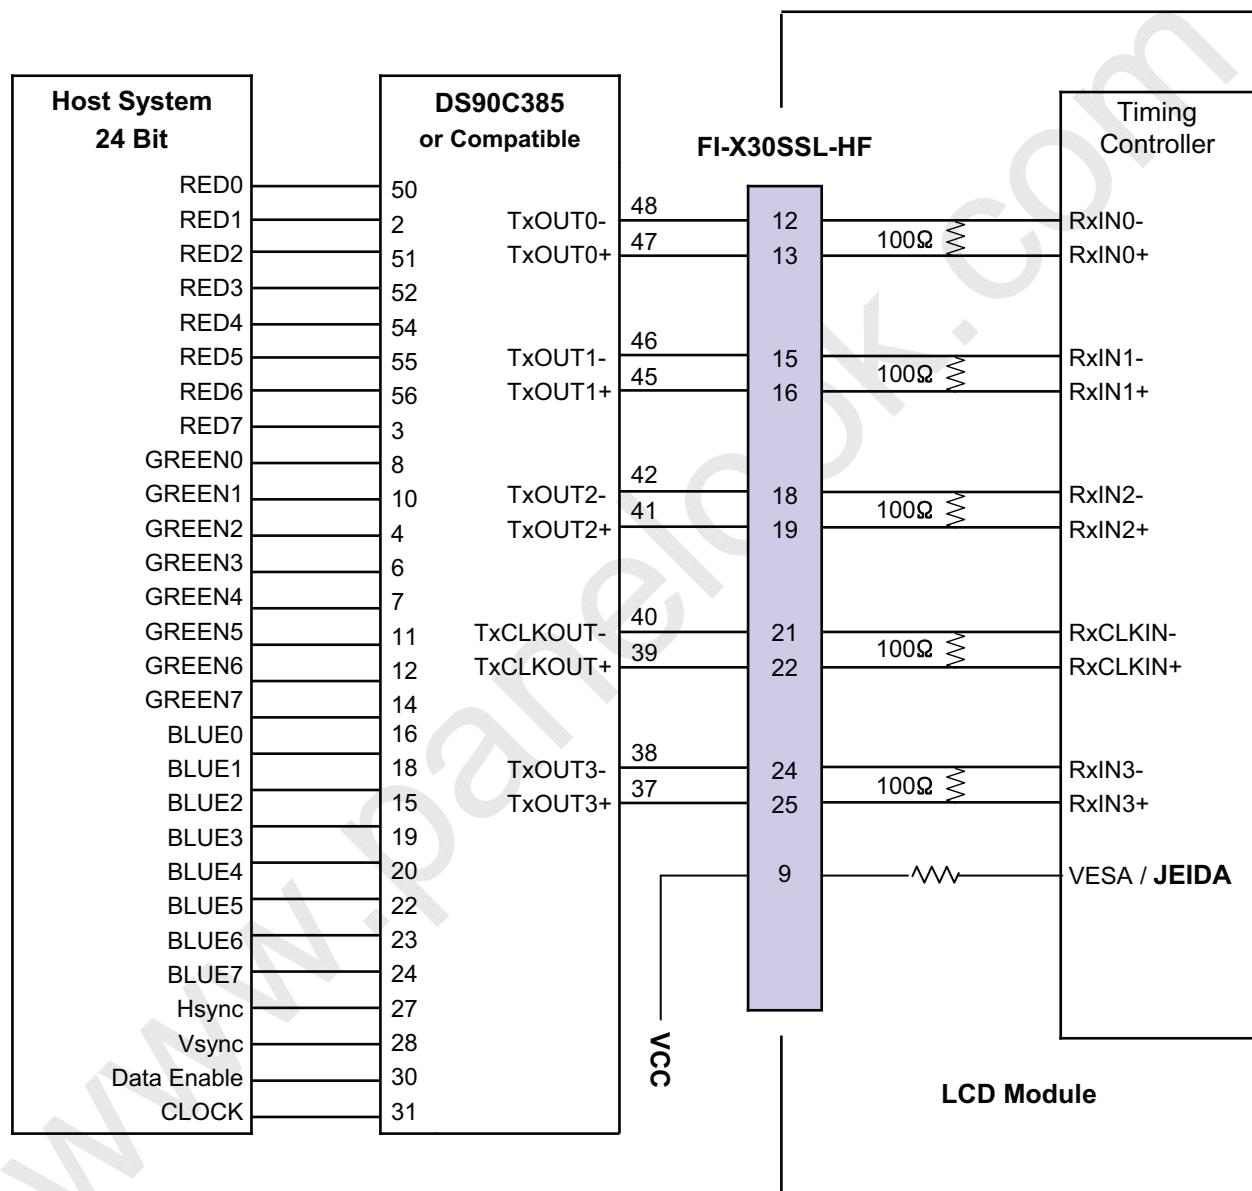 Host System
24 Bit
RED0
RED1
RED2
RED3
RED4
RED5
RED6
RED7
GREEN0
GREEN1
GREEN2
GREEN3
GREEN4
GREEN5
GREEN6
GREEN7
BLUE0
BLUE1
BLUE2
BLUE3
BLUE4
BLUE5
BLUE6
BLUE7
Hsync
Vsync
Data Enable
CLOCK
DS90C385
or Compatible
50
2
51
52
54
55
56
3
8
10
4
6
7
11
12
14
16
18
15
19
20
22
23
24
27
28
30
31
TxOUT0- 48
TxOUT0+ 47
TxOUT1- 46
TxOUT1+ 45
TxOUT2- 42
TxOUT2+ 41
TxCLKOUT- 40
TxCLKOUT+ 39
TxOUT3- 38
TxOUT3+ 37
VCC
FI-X30SSL-HF
12
13
15
16
18
19
21
22
24
25
9
100Ω
100Ω
100Ω
100Ω
100Ω
Timing
Controller
RxIN0-
RxIN0+
RxIN1-
RxIN1+
RxIN2-
RxIN2+
RxCLKIN-
RxCLKIN+
RxIN3-
RxIN3+
VESA / JEIDA
LCD Module
www.panelook.com